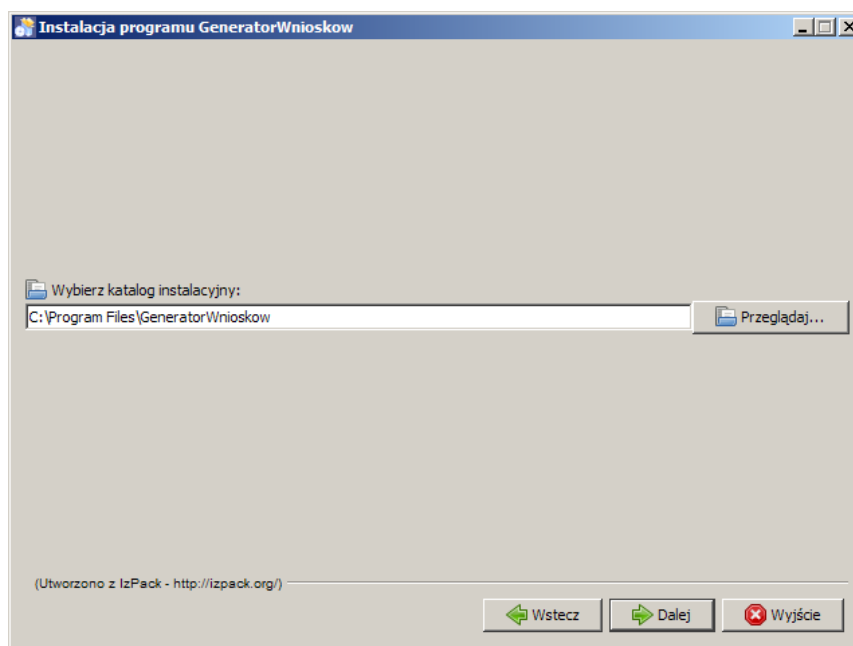 Instalacja programu GeneratorWnioskow
Wybierz katalog instalacyjny:
C:\Program Files\GeneratorWnioskow
Przeglądaj...
(Utworzono z IzPack - http://izpack.org/)
Wstecz
Dalej
Wyjście